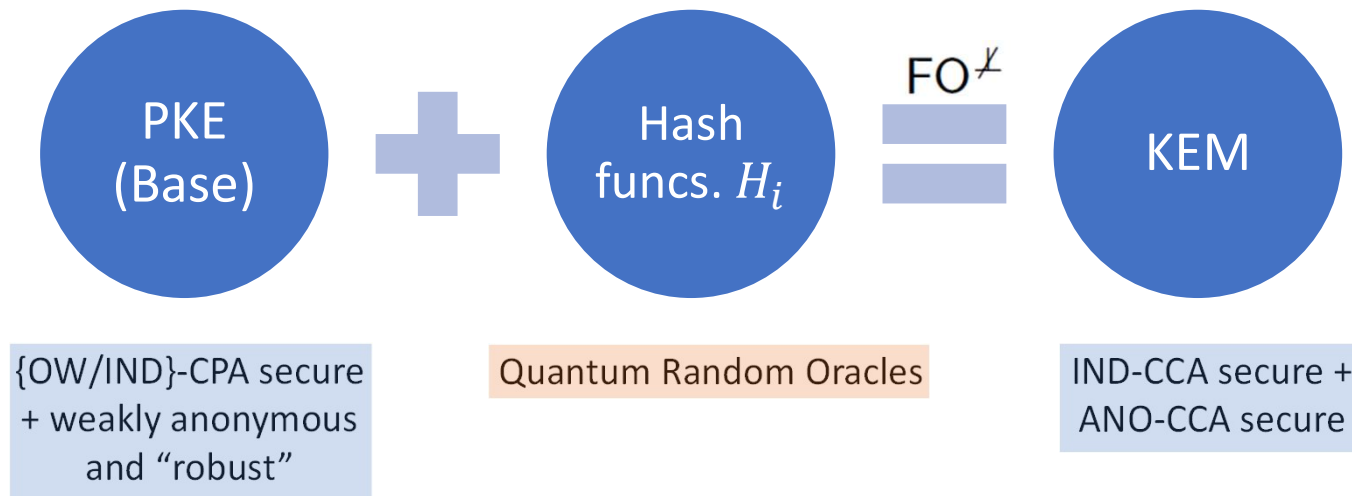 PKE
(Base)
Hash
funcs. $H_i$
FO^⊥̸
KEM
{OW/IND}-CPA secure
+ weakly anonymous
and “robust”
Quantum Random Oracles
IND-CCA secure +
ANO-CCA secure